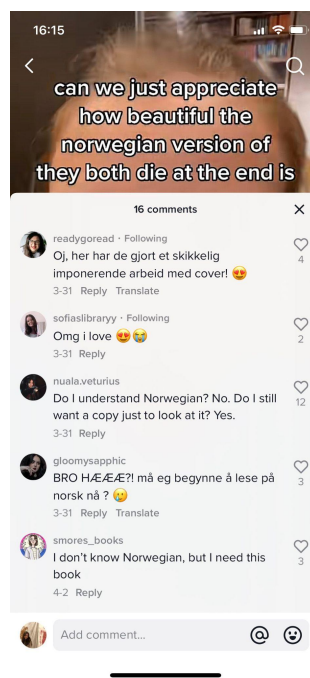 16:15
can we just appreciate
how beautiful the
norwegian version of
they both die at the end is
16 comments
readygoread · Following
Oj, her har de gjort et skikkelig
imponerende arbeid med cover! 😍
4
3-31 Reply Translate
sofiaslibraryy · Following
Omg i love 😍😭
2
3-31 Reply
nuala.veturius
Do I understand Norwegian? No. Do I still
want a copy just to look at it? Yes.
12
3-31 Reply
gloomysapphic
BRO HÆÆÆ?! må eg begynne å lese på
norsk nå ? 🥲
3
3-31 Reply Translate
smores_books
I don't know Norwegian, but I need this
book
3
4-2 Reply
Add comment...